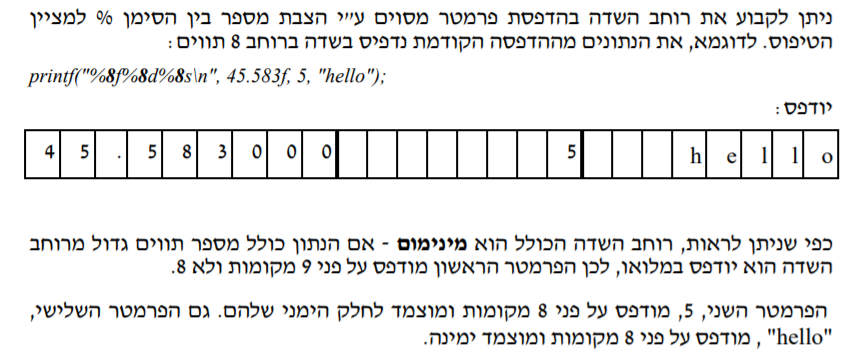 ניתן לקבוע את רוחב השדה בהדפסת פרמטר מסוים ע״י הצבת מספר בין הסימן % למציין
הטיפוס. לדוגמא, את הנתונים מההדפסה הקודמת נדפיס בשדה ברוחב 8 תווים:
printf("%8f%8d%8s\n", 45.583f, 5, "hello");
יודפס:
4 5 . 5 8 3 0 0 0 5 h e l l o
כפי שניתן לראות, רוחב השדה הכולל הוא מינימום - אם הנתון כולל מספר תווים גדול מרוחב
השדה הוא יודפס במלואו, לכן הפרמטר הראשון מודפס על פני 9 מקומות ולא 8.
הפרמטר השני, 5, מודפס על פני 8 מקומות ומוצמד לחלק הימני שלהם. גם הפרמטר השלישי,
"hello" , מודפס על פני 8 מקומות ומוצמד ימינה.